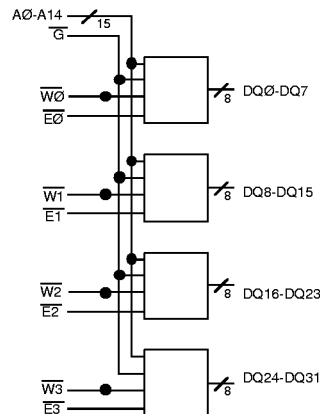 AØ-A14
15
G
WØ
EØ
8
DQØ-DQ7
W1
E1
8
DQ8-DQ15
W2
E2
8
DQ16-DQ23
W3
E3
8
DQ24-DQ31